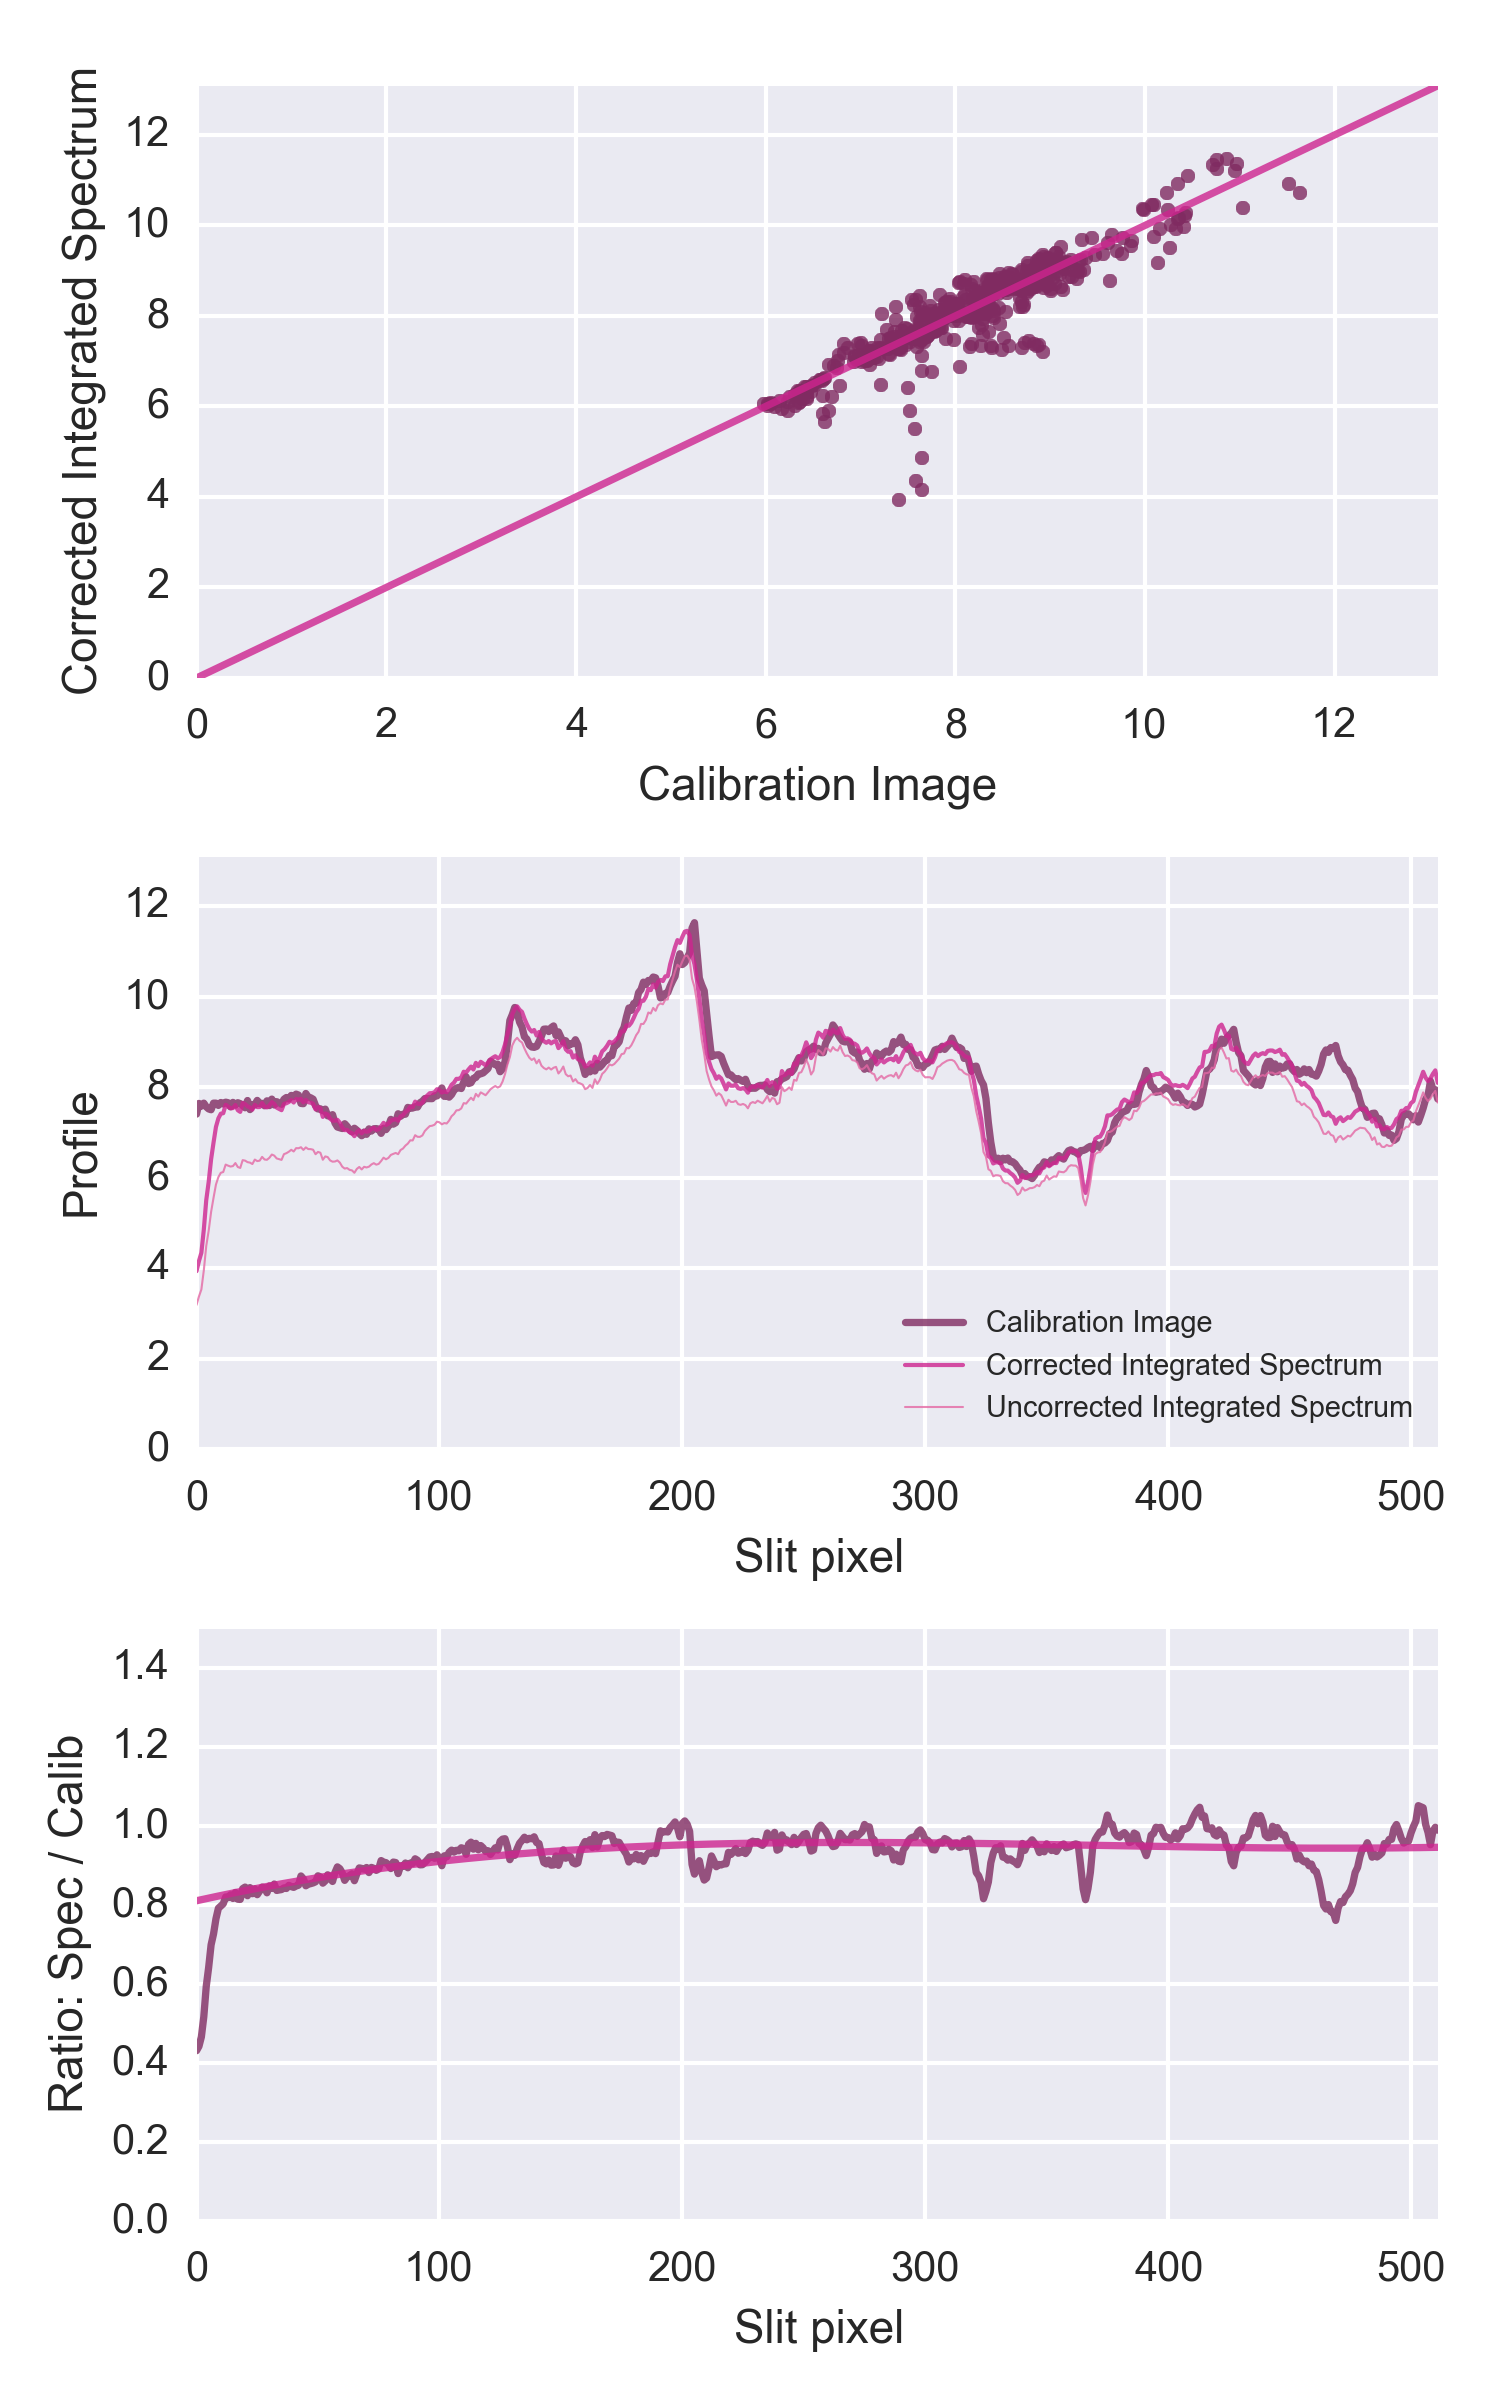 Corrected Integrated Spectrum
12
10
8
6
4
2
0
0 2 4 6 8 10 12
Calibration Image
Profile
12
10
8
6
4
2
0
Calibration Image
Corrected Integrated Spectrum
Uncorrected Integrated Spectrum
0 100 200 300 400 500
Slit pixel
Ratio: Spec / Calib
1.4
1.2
1.0
0.8
0.6
0.4
0.2
0.0
0 100 200 300 400 500
Slit pixel